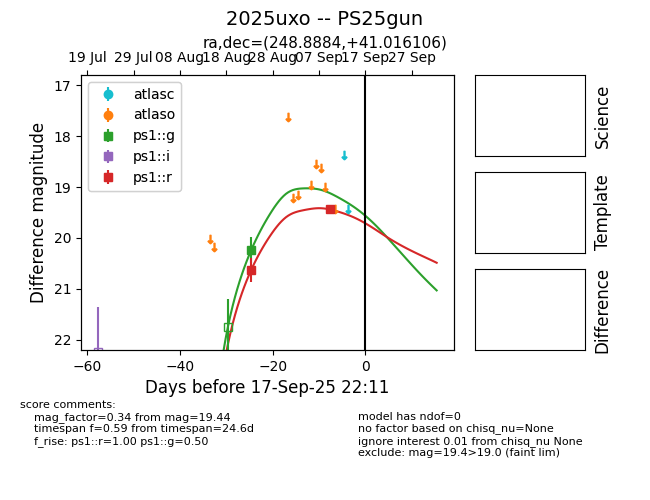 2025uxo -- PS25gun
ra,dec=(248.8884,+41.016106)
19 Jul 29 Jul 08 Aug 18 Aug 28 Aug 07 Sep 17 Sep 27 Sep
atlasc
atlaso
ps1::g
ps1::i
ps1::r
17
18
19
20
21
22
Difference magnitude
−60 −40 −20 0
Days before 17-Sep-25 22:11
Science
Template
Difference
score comments:
mag_factor=0.34 from mag=19.44
timespan f=0.59 from timespan=24.6d
f_rise: ps1::r=1.00 ps1::g=0.50
model has ndof=0
no factor based on chisq_nu=None
ignore interest 0.01 from chisq_nu None
exclude: mag=19.4>19.0 (faint lim)